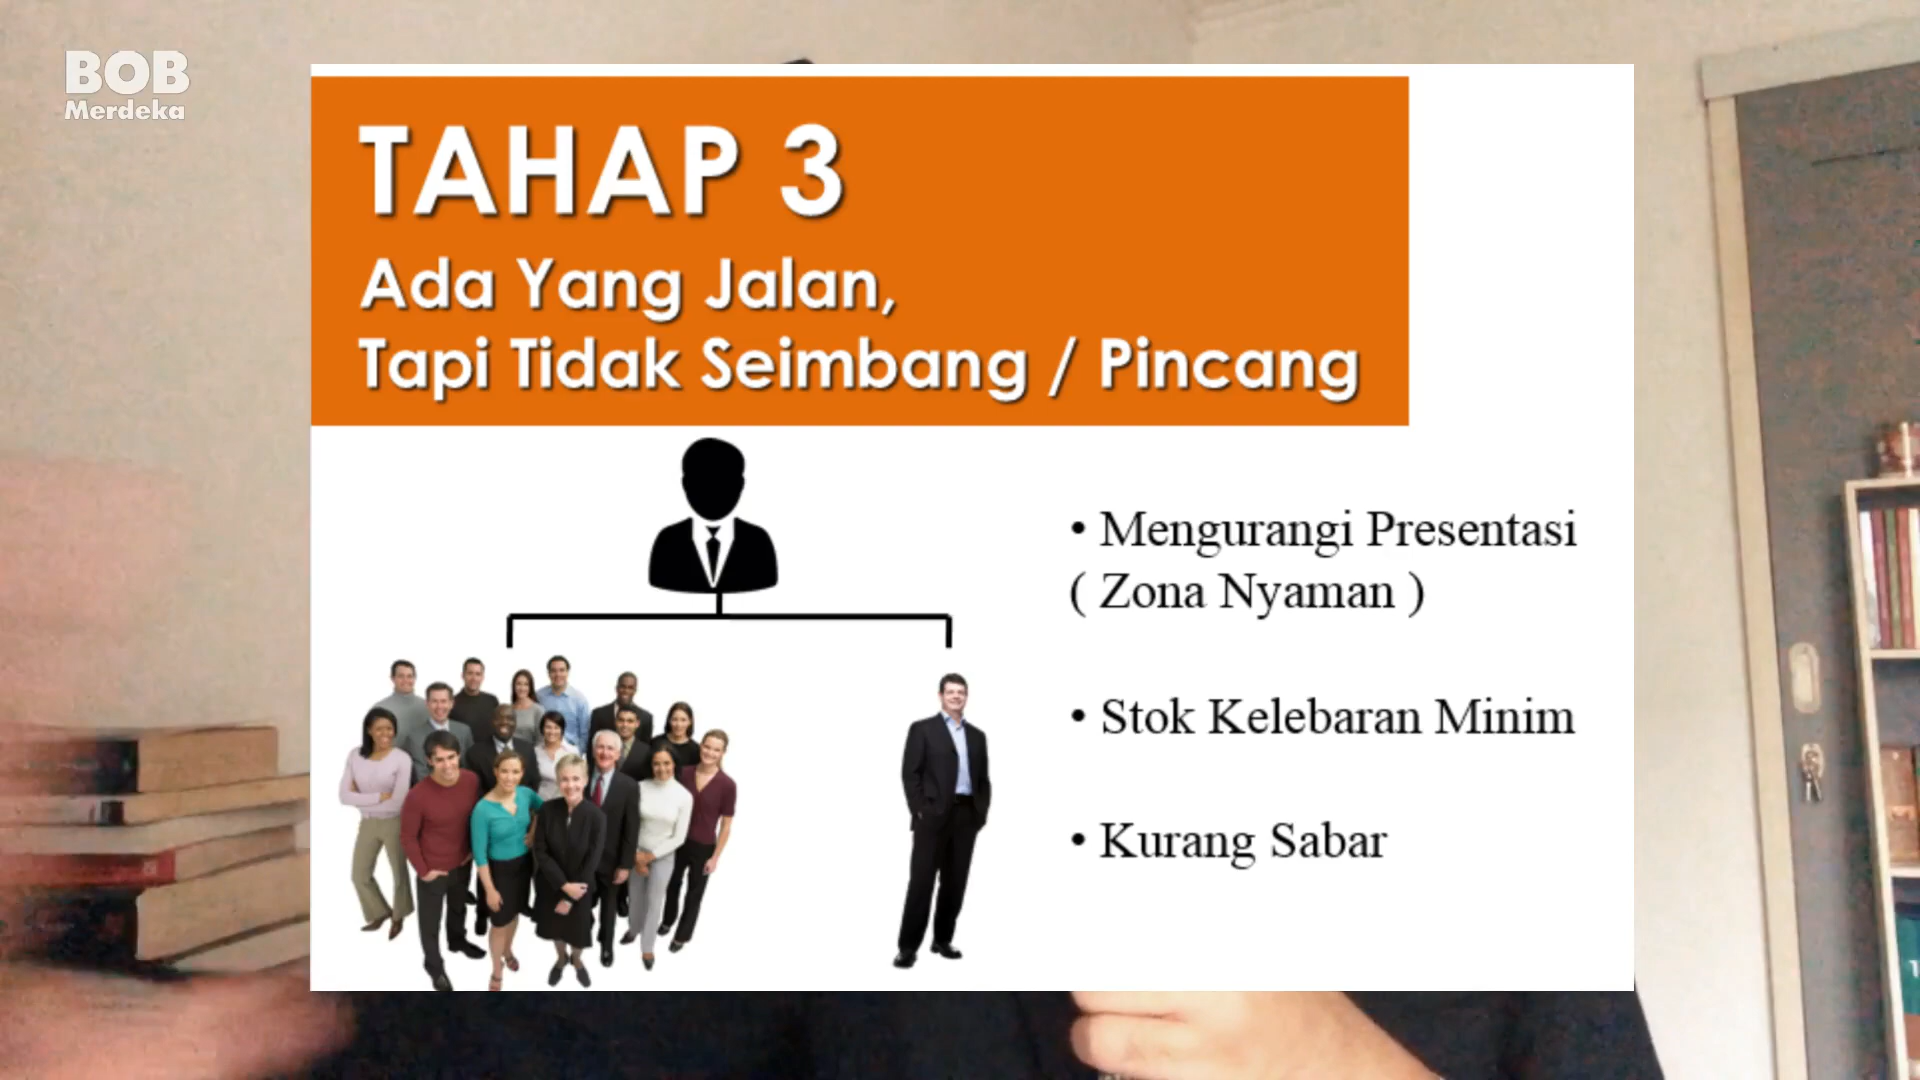 BOB
Merdeka
TAHAP 3
Ada Yang Jalan,
Tapi Tidak Seimbang / Pincang
• Mengurangi Presentasi
( Zona Nyaman )
• Stok Kelebaran Minim
• Kurang Sabar